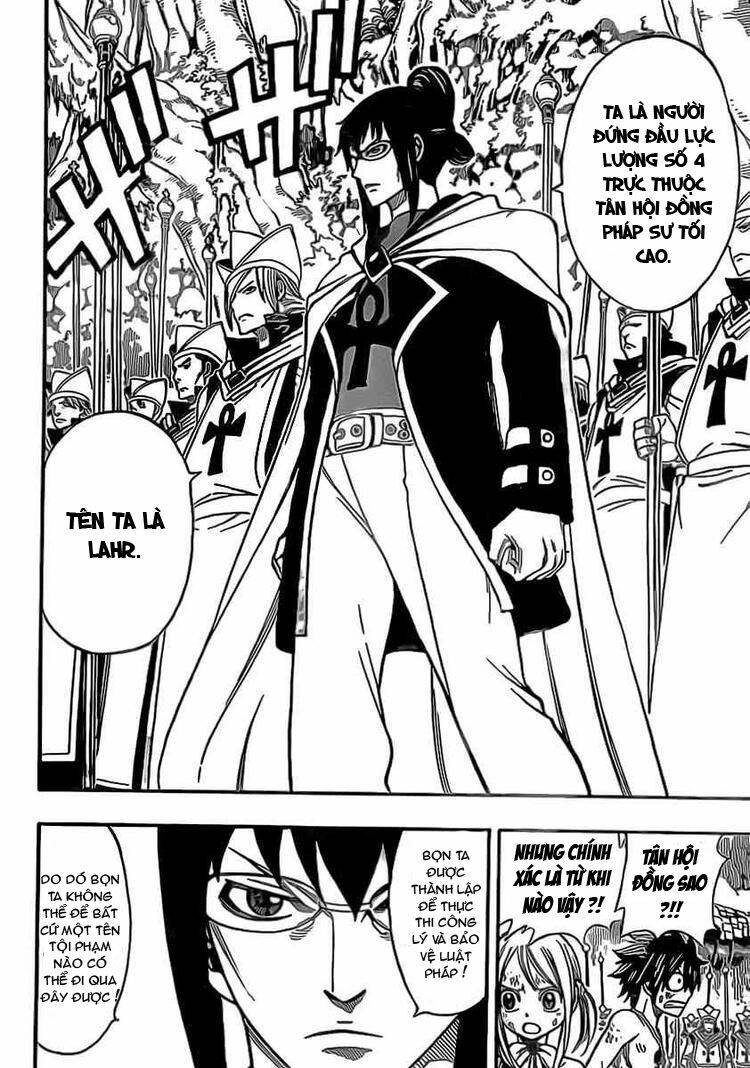 TA LÀ NGƯỜI
ĐỨNG ĐẦU LỰC
LƯỢNG SỐ 4
TRỰC THUỘC
TÂN HỘI ĐỒNG
PHÁP SƯ TỐI
CAO.
TÊN TA LÀ
LAHR.
TÂN HỘI
ĐỒNG SAO
?!!
NHƯNG CHÍNH
XÁC LÀ TỪ KHI
NÀO VẬY ?!
BỌN TA
ĐƯỢC
THÀNH LẬP
ĐỂ THỰC
THI CÔNG
LÝ VÀ BẢO
VỆ LUẬT
PHÁP !
DO DÓ BỌN
TA KHÔNG
THỂ ĐỂ BẤT
CỨ MỘT TÊN
TỘI PHẠM
NÀO CÓ
THỂ ĐI QUA
ĐÂY ĐƯỢC !